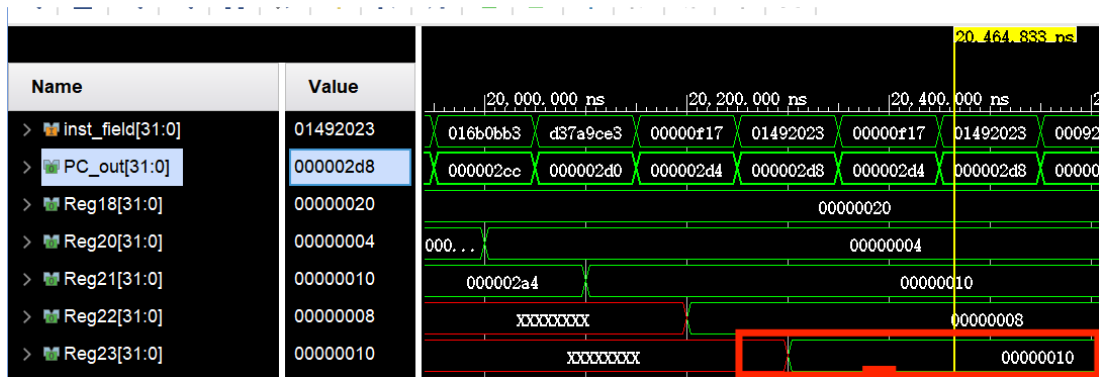 20,464.833 ns
Name Value
20,000.000 ns 20,200.000 ns 20,400.000 ns
inst_field[31:0] 01492023 016b0bb3 d37a9ce3 00000f17 01492023 00000f17 01492023 00092
PC_out[31:0] 000002d8 000002cc 000002d0 000002d4 000002d8 000002d4 000002d8 00000
Reg18[31:0] 00000020 00000020
Reg20[31:0] 00000004 000... 00000004
Reg21[31:0] 00000010 000002a4 00000010
Reg22[31:0] 00000008 XXXXXXXX 00000008
Reg23[31:0] 00000010 XXXXXXXX 00000010